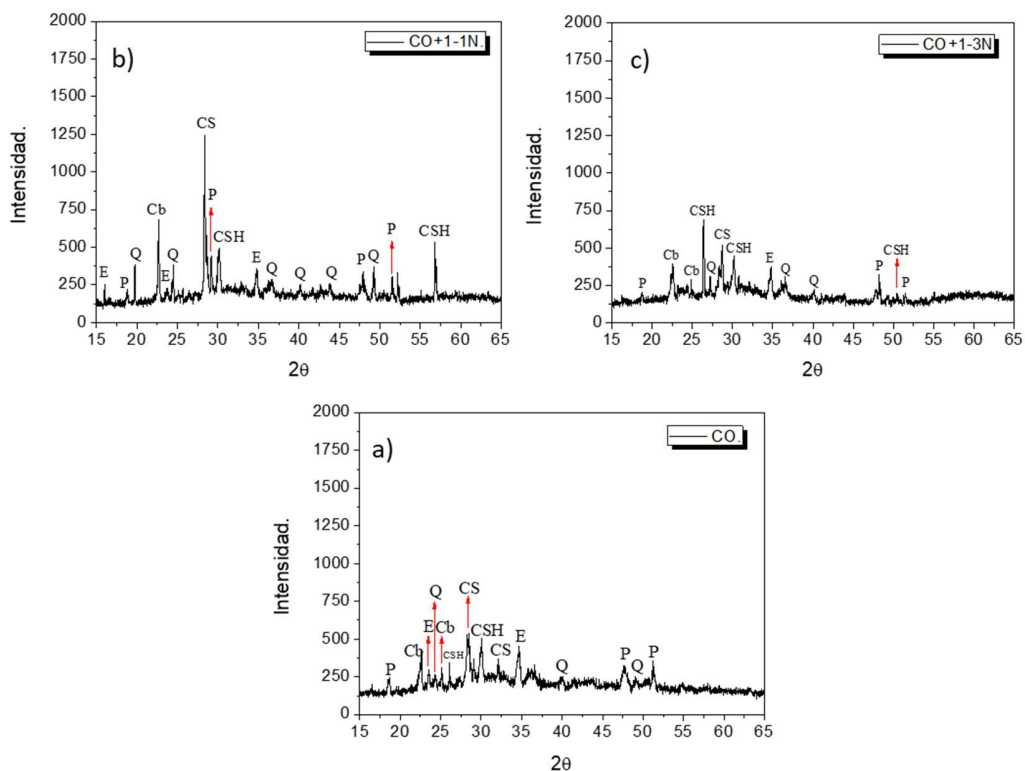 b)
CO+1-1N.
Intensidad.
2000
1750
1500
1250
1000
750
500
250
0
E
P
Q
Cb
E
Q
CS
P
CSH
E
Q
Q
Q
P
Q
P
CSH
15 20 25 30 35 40 45 50 55 60 65
2θ
c)
CO+1-3N
Intensidad.
2000
1750
1500
1250
1000
750
500
250
0
P
Cb
Cb
CSH
Q
CS
CSH
E
Q
Q
P
CSH
P
15 20 25 30 35 40 45 50 55 60 65
2θ
a)
CO.
Intensidad.
2000
1750
1500
1250
1000
750
500
250
0
P
Cb
E
Q
Cb
CSH
CS
CSH
CS
E
Q
P
Q
P
15 20 25 30 35 40 45 50 55 60 65
2θ